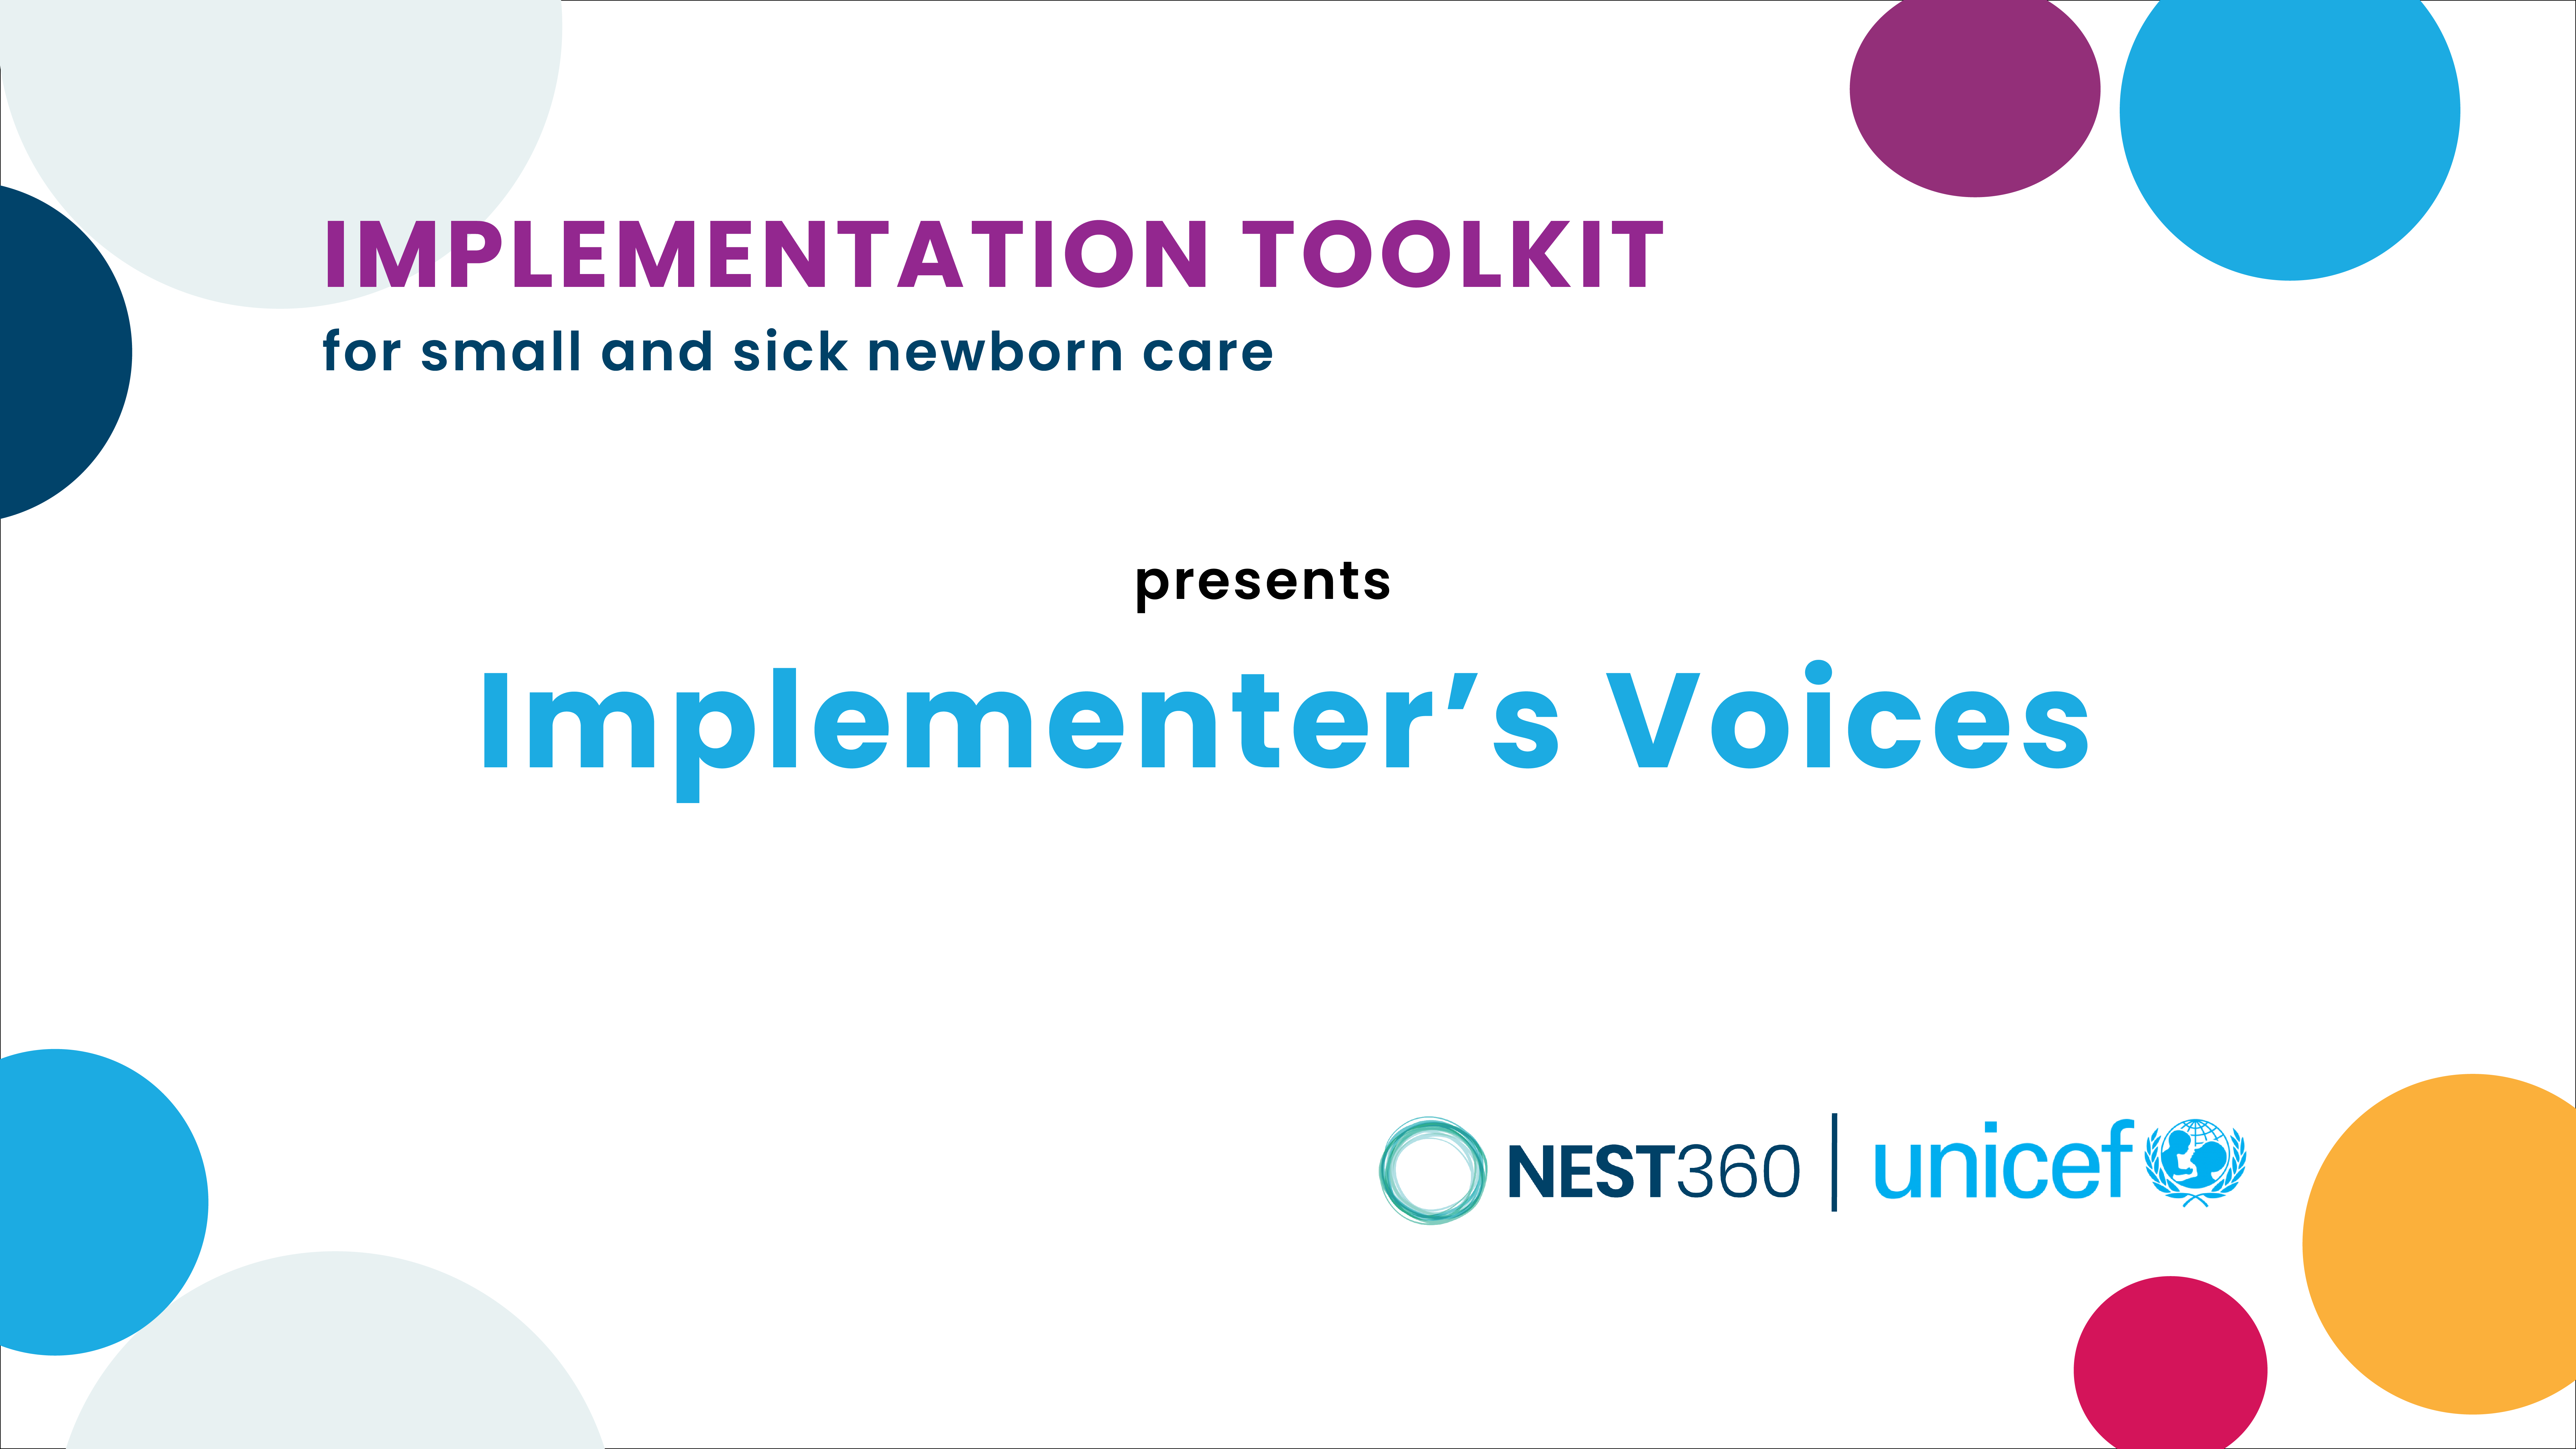 IMPLEMENTATION TOOLKIT
for small and sick newborn care
presents
Implementer’s Voices
NEST360 | unicef